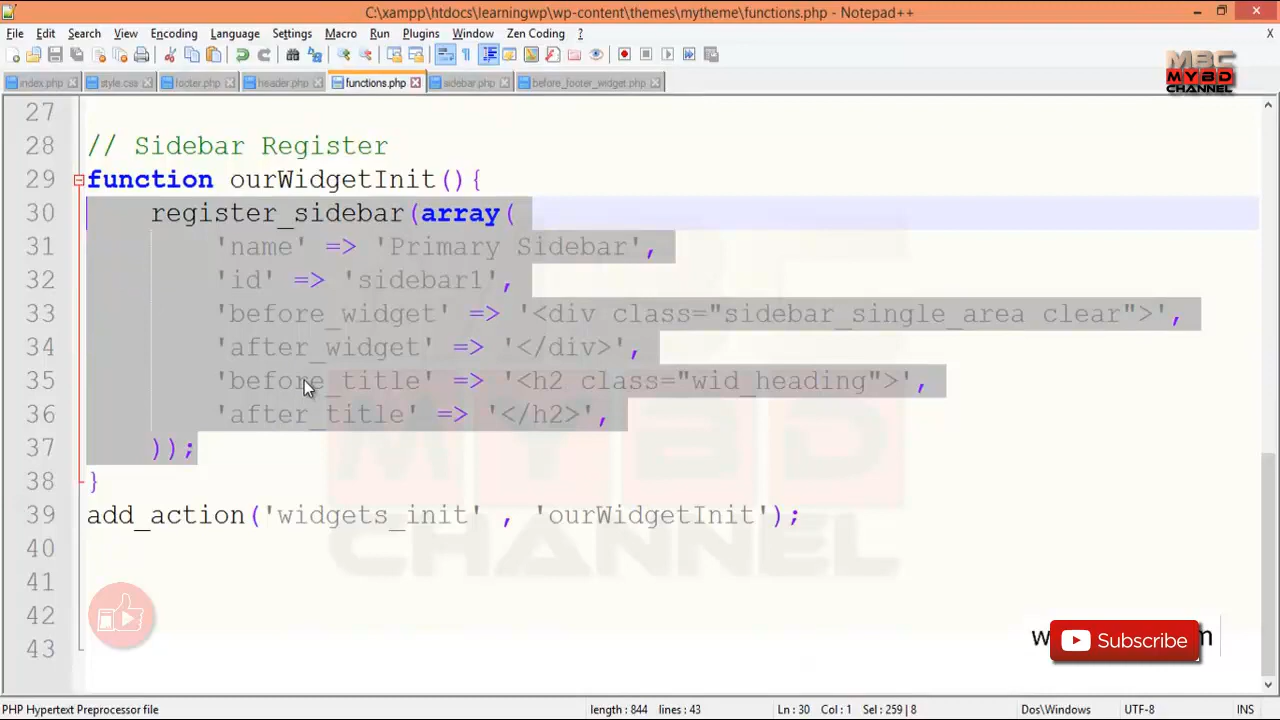 C:\xampp\htdocs\learningwp\wp-content\themes\mytheme\functions.php - Notepad++
File Edit Search View Encoding Language Settings Macro Run Plugins Window Zen Coding ? X
index.php style.css footer.php header.php functions.php sidebar.php before_footer_widget.php
MBC
MYBD
CHANNEL
27
28 // Sidebar Register
29 function ourWidgetInit(){
30 register_sidebar(array(
31 'name' => 'Primary Sidebar',
32 'id' => 'sidebar1',
33 'before_widget' => '<div class="sidebar_single_area clear">',
34 'after_widget' => '</div>',
35 'before_title' => '<h2 class="wid_heading">',
36 'after_title' => '</h2>',
37 ));
38 }
39 add_action('widgets_init' , 'ourWidgetInit');
40
41
42
43
MYBD
CHANNEL
Subscribe
PHP Hypertext Preprocessor file length : 844 lines : 43 Ln : 30 Col : 1 Sel : 259 | 8 Dos\Windows UTF-8 INS